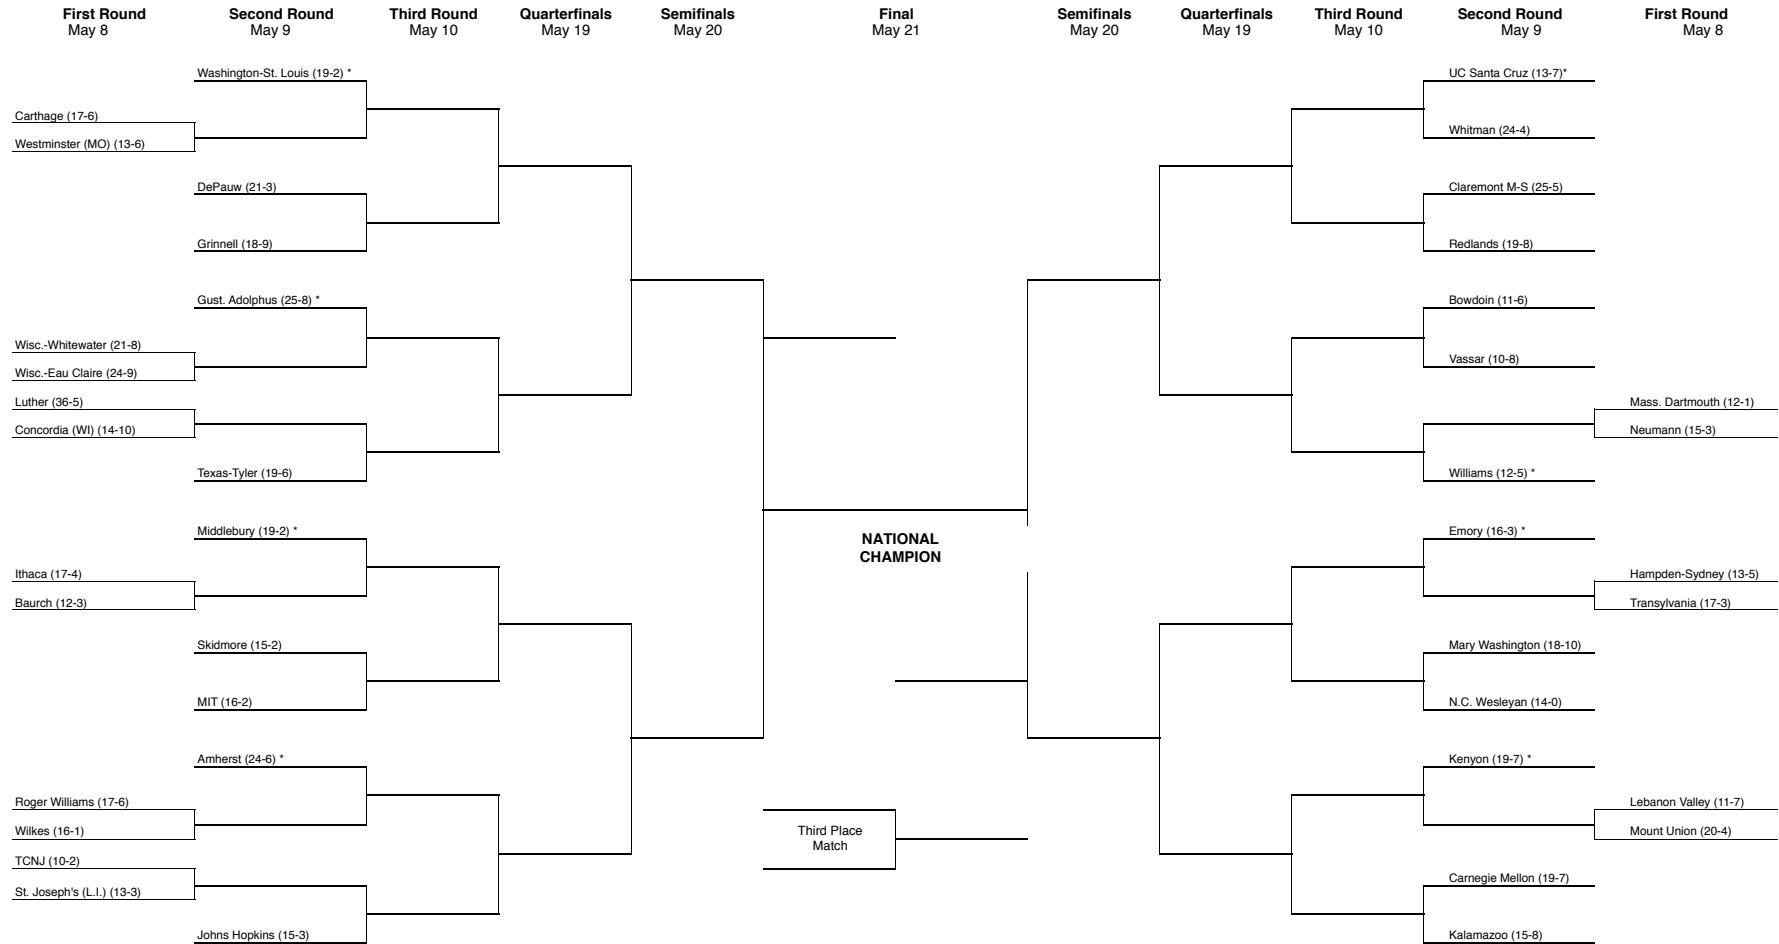 First Round
May 8
Second Round
May 9
Third Round
May 10
Quarterfinals
May 19
Semifinals
May 20
Final
May 21
Semifinals
May 20
Quarterfinals
May 19
Third Round
May 10
Second Round
May 9
First Round
May 8
Washington-St. Louis (19-2) *
Carthage (17-6)
Westminster (MO) (13-6)
DePauw (21-3)
Grinnell (18-9)
Gust. Adolphus (25-8) *
Wisc.-Whitewater (21-8)
Wisc.-Eau Claire (24-9)
Luther (36-5)
Concordia (WI) (14-10)
Texas-Tyler (19-6)
Middlebury (19-2) *
Ithaca (17-4)
Baurch (12-3)
Skidmore (15-2)
MIT (16-2)
Amherst (24-6) *
Roger Williams (17-6)
Wilkes (16-1)
TCNJ (10-2)
St. Joseph's (L.I.) (13-3)
Johns Hopkins (15-3)
NATIONAL
CHAMPION
Third Place
Match
UC Santa Cruz (13-7)*
Whitman (24-4)
Claremont M-S (25-5)
Redlands (19-8)
Bowdoin (11-6)
Vassar (10-8)
Mass. Dartmouth (12-1)
Neumann (15-3)
Williams (12-5) *
Emory (16-3) *
Hampden-Sydney (13-5)
Transylvania (17-3)
Mary Washington (18-10)
N.C. Wesleyan (14-0)
Kenyon (19-7) *
Lebanon Valley (11-7)
Mount Union (20-4)
Carnegie Mellon (19-7)
Kalamazoo (15-8)